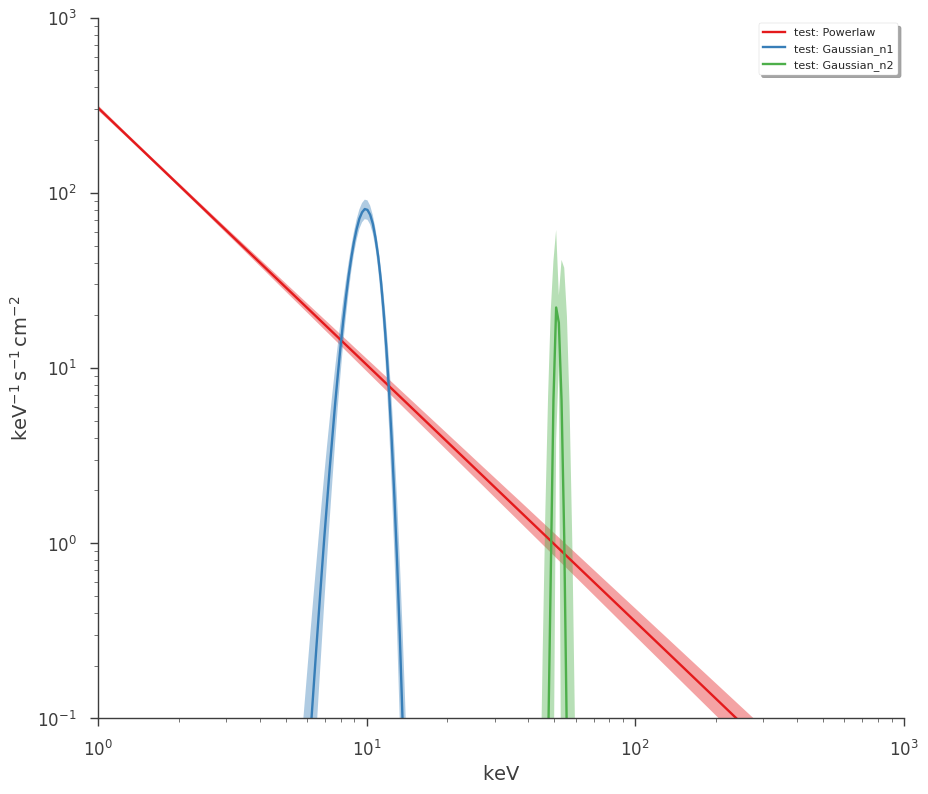 10³
test: Powerlaw
test: Gaussian_n1
test: Gaussian_n2
10²
10¹
10⁰
10⁻¹
keV⁻¹ s⁻¹ cm⁻²
10⁰ 10¹ 10² 10³
keV